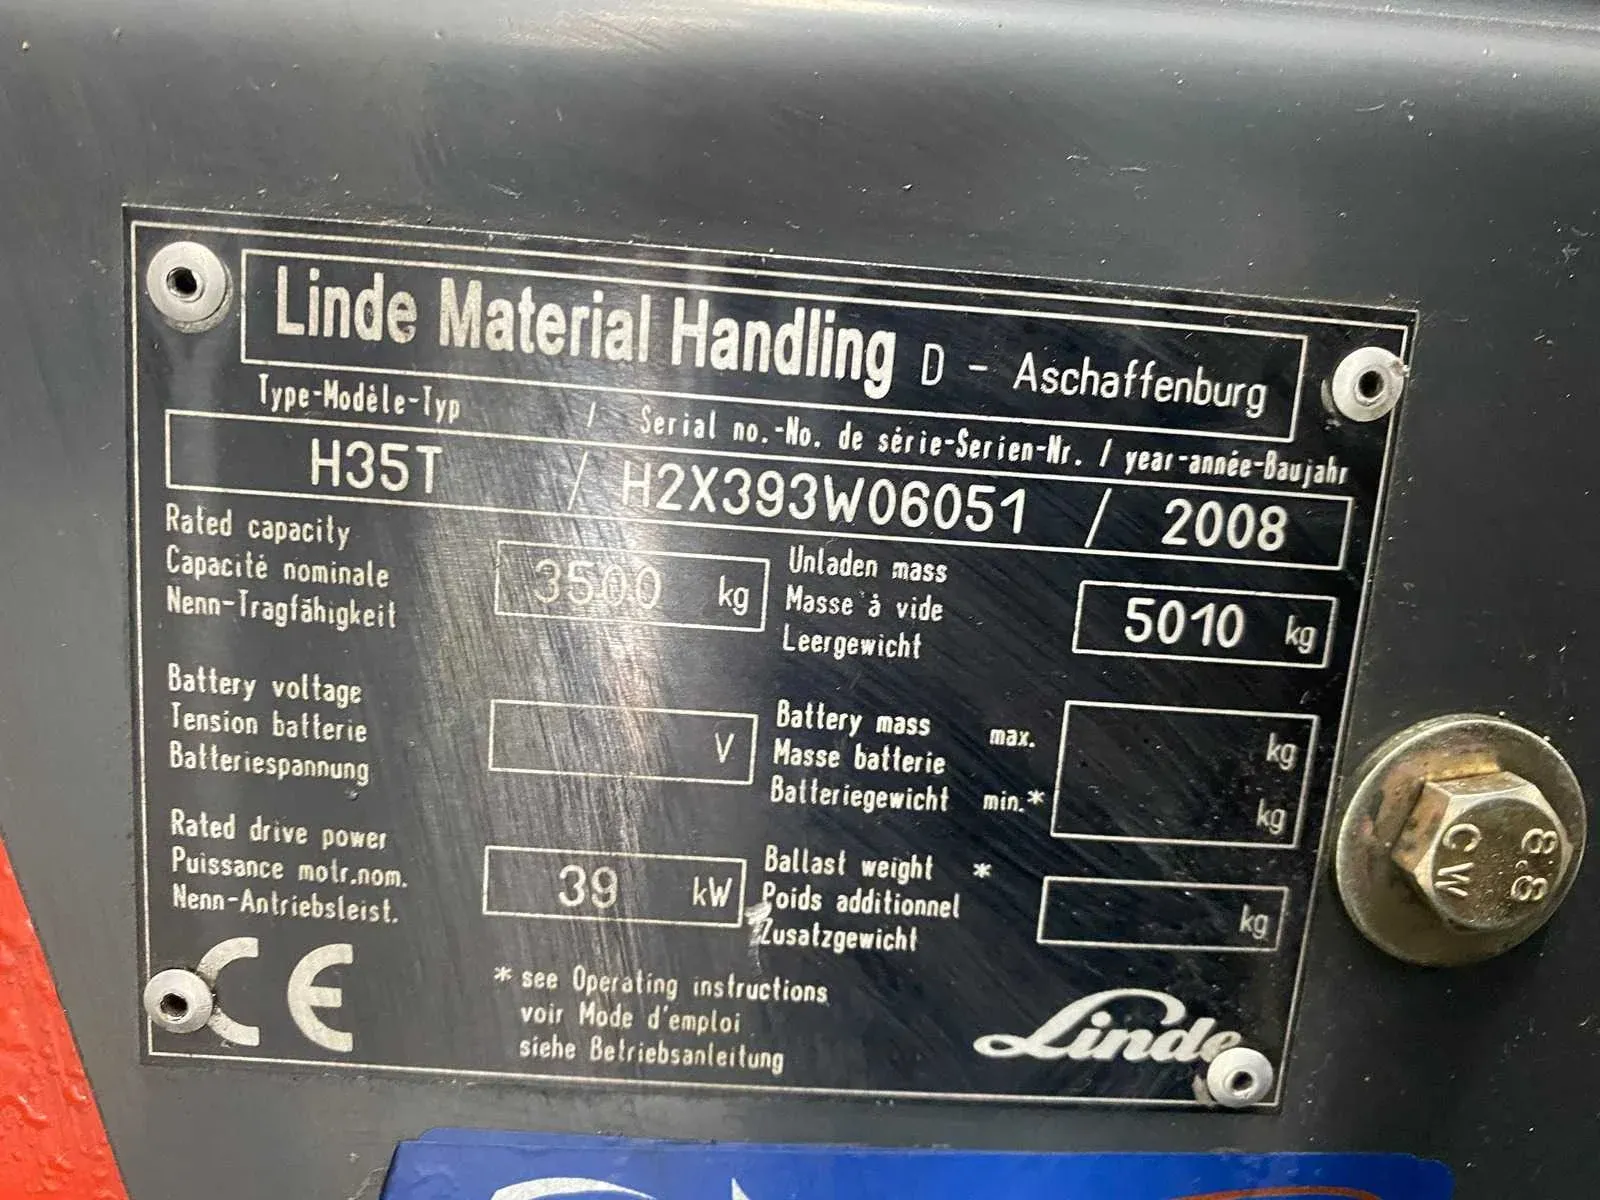 Linde Material Handling D - Aschaffenburg
Type-Modèle-Typ / Serial no.-No. de série-Serien-Nr. / year-année-Baujahr
H35T / H2X393W06051 / 2008
Rated capacity
Capacité nominale
Nenn-Tragfähigkeit
3500 kg
Unladen mass
Masse à vide
Leergewicht
5010 kg
Battery voltage
Tension batterie
Batteriespannung
V
Battery mass max.
Masse batterie
Batteriegewicht min.*
kg
kg
Rated drive power
Puissance motr.nom.
Nenn-Antriebsleist.
39 kW
Ballast weight *
Poids additionnel
Zusatzgewicht
kg
CE
* see Operating instructions
voir Mode d'emploi
siehe Betriebsanleitung
Linde
8.8
CW